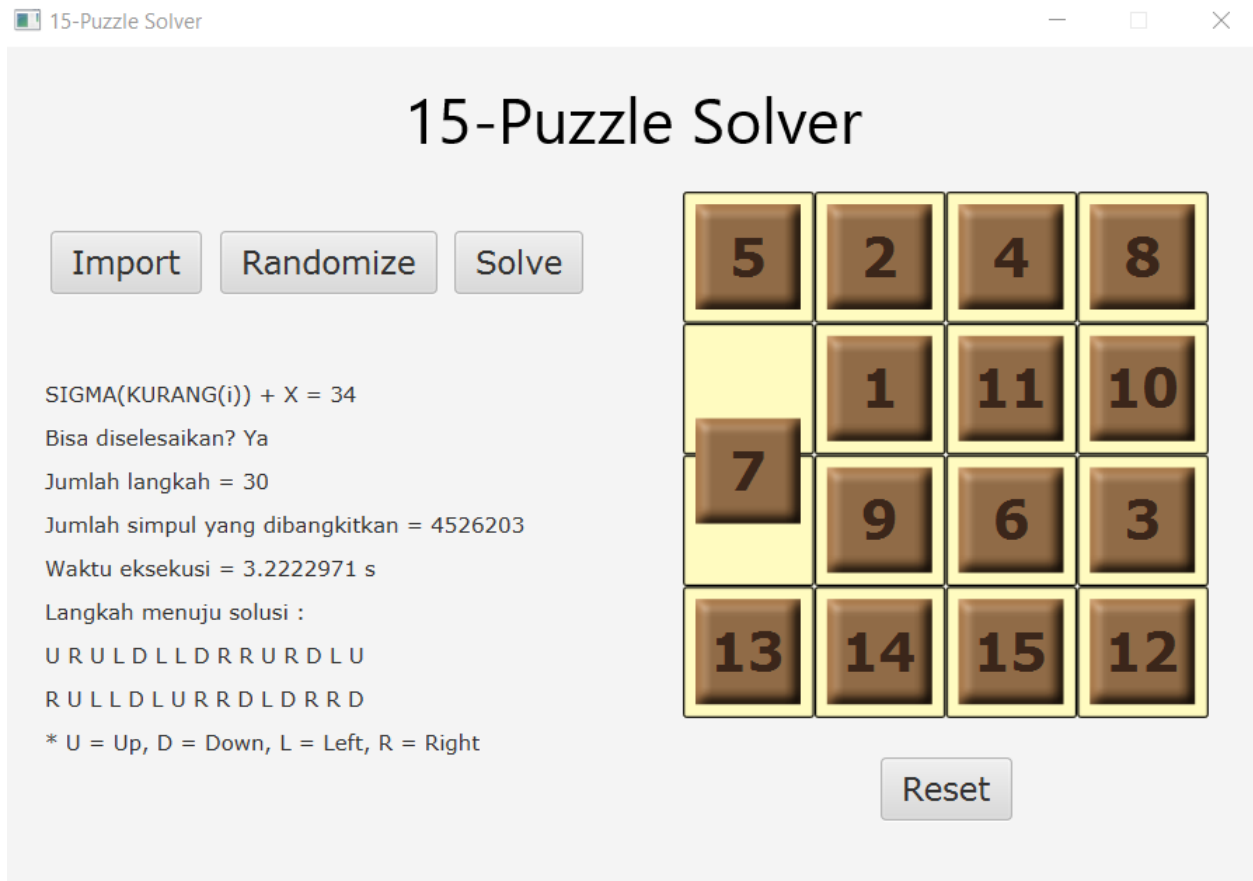 15-Puzzle Solver
15-Puzzle Solver
Import Randomize Solve
SIGMA(KURANG(i)) + X = 34
Bisa diselesaikan? Ya
Jumlah langkah = 30
Jumlah simpul yang dibangkitkan = 4526203
Waktu eksekusi = 3.2222971 s
Langkah menuju solusi :
U R U L D L L D R R U R D L U
R U L L D L U R R D L D R R D
* U = Up, D = Down, L = Left, R = Right
5 2 4 8
1 11 10
7
9 6 3
13 14 15 12
Reset